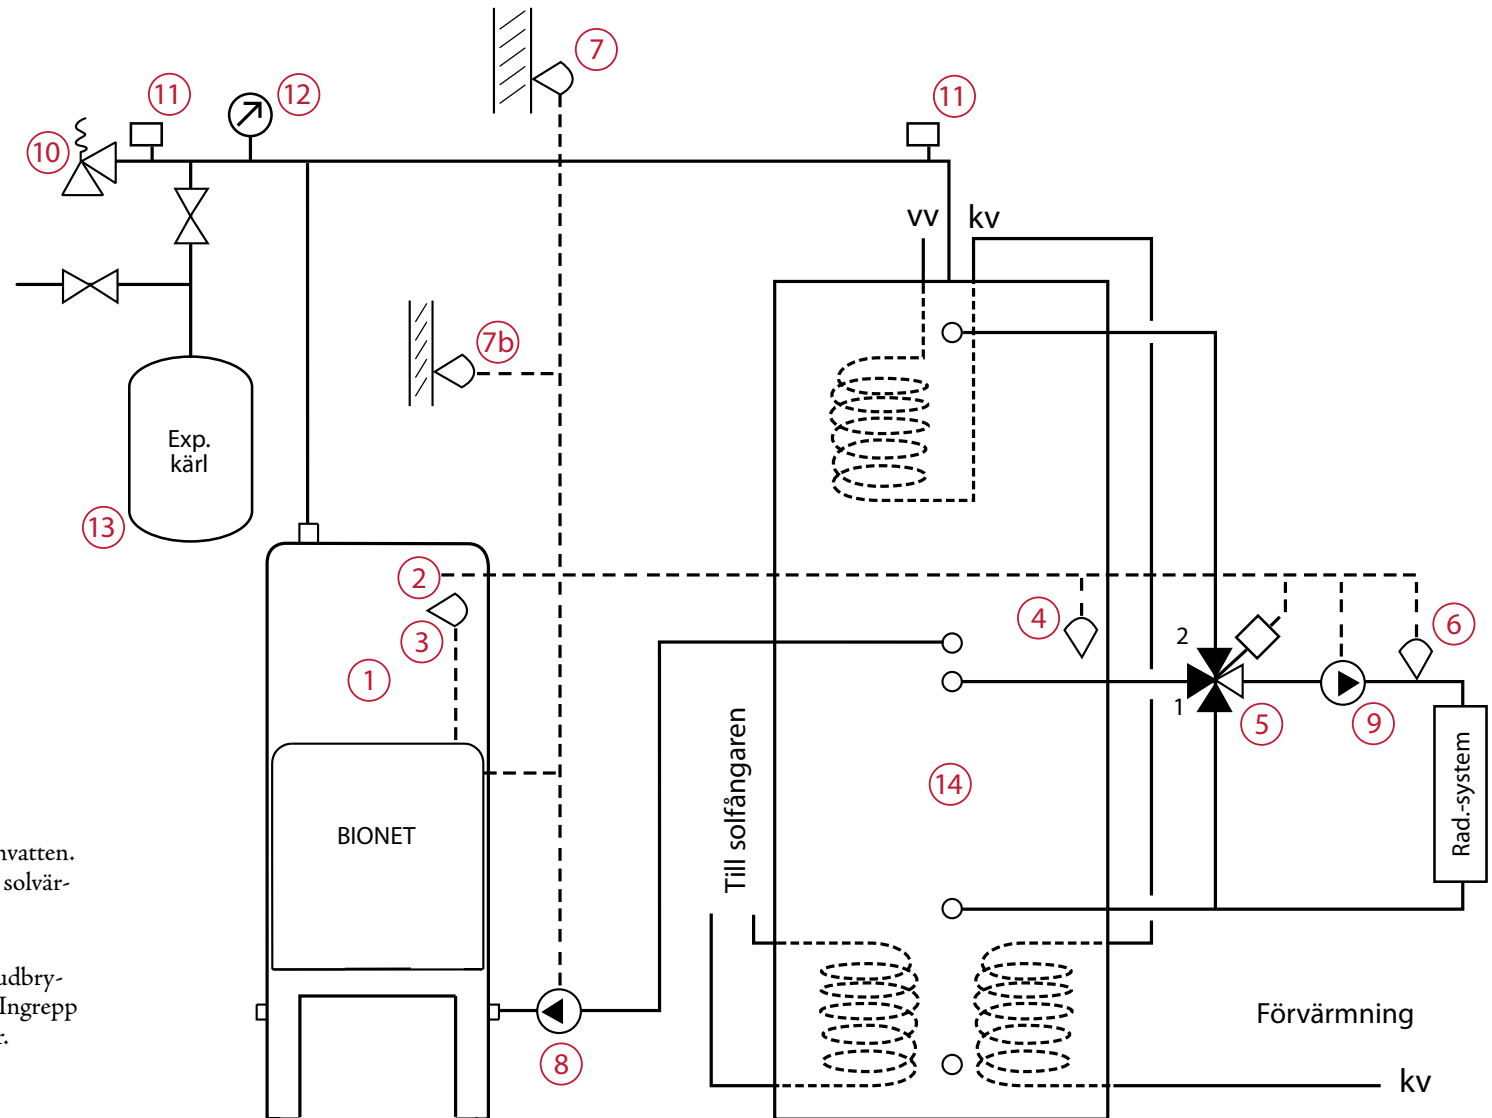 7
11
12
11
10
vv kv
7b
Exp.
kärl
13
2
4
6
3
2
1
1
5
9
Till solfångaren
14
Rad.-system
BIONET
nvatten.
solvär-
udbry-
Ingrepp
r.
Förvärmning
8
kv